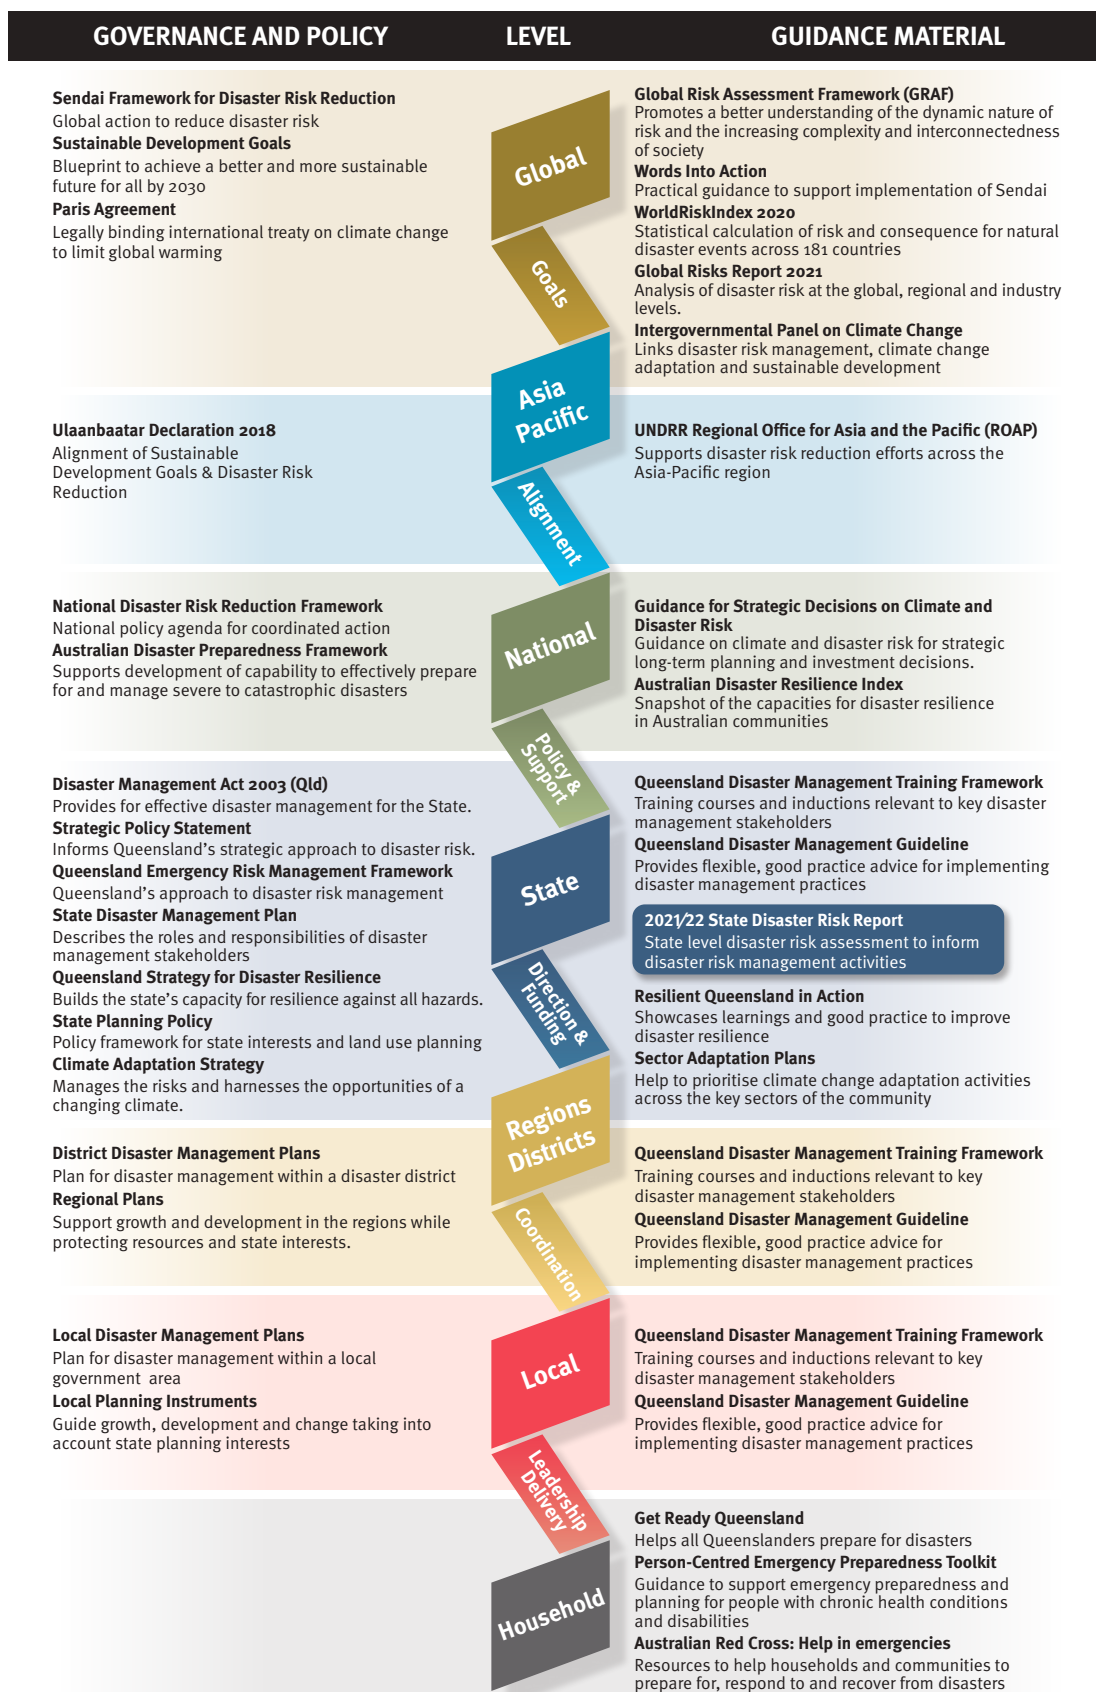 GOVERNANCE AND POLICY
LEVEL
GUIDANCE MATERIAL
Sendai Framework for Disaster Risk Reduction
Global action to reduce disaster risk
Sustainable Development Goals
Blueprint to achieve a better and more sustainable
future for all by 2030
Paris Agreement
Legally binding international treaty on climate change
to limit global warming
Global
Goals
Global Risk Assessment Framework (GRAF)
Promotes a better understanding of the dynamic nature of
risk and the increasing complexity and interconnectedness
of society
Words Into Action
Practical guidance to support implementation of Sendai
WorldRiskIndex 2020
Statistical calculation of risk and consequence for natural
disaster events across 181 countries
Global Risks Report 2021
Analysis of disaster risk at the global, regional and industry
levels.
Intergovernmental Panel on Climate Change
Links disaster risk management, climate change
adaptation and sustainable development
Ulaanbaatar Declaration 2018
Alignment of Sustainable
Development Goals & Disaster Risk
Reduction
Asia
Pacific
Alignment
UNDRR Regional Office for Asia and the Pacific (ROAP)
Supports disaster risk reduction efforts across the
Asia-Pacific region
National Disaster Risk Reduction Framework
National policy agenda for coordinated action
Australian Disaster Preparedness Framework
Supports development of capability to effectively prepare
for and manage severe to catastrophic disasters
National
Policy &
Support
Guidance for Strategic Decisions on Climate and
Disaster Risk
Guidance on climate and disaster risk for strategic
long-term planning and investment decisions.
Australian Disaster Resilience Index
Snapshot of the capacities for disaster resilience
in Australian communities
Disaster Management Act 2003 (Qld)
Provides for effective disaster management for the State.
Strategic Policy Statement
Informs Queensland's strategic approach to disaster risk.
Queensland Emergency Risk Management Framework
Queensland's approach to disaster risk management
State Disaster Management Plan
Describes the roles and responsibilities of disaster
management stakeholders
Queensland Strategy for Disaster Resilience
Builds the state's capacity for resilience against all hazards.
State Planning Policy
Policy framework for state interests and land use planning
Climate Adaptation Strategy
Manages the risks and harnesses the opportunities of a
changing climate.
State
Direction &
Funding
Queensland Disaster Management Training Framework
Training courses and inductions relevant to key disaster
management stakeholders
Queensland Disaster Management Guideline
Provides flexible, good practice advice for implementing
disaster management practices
2021/22 State Disaster Risk Report
State level disaster risk assessment to inform
disaster risk management activities
Resilient Queensland in Action
Showcases learnings and good practice to improve
disaster resilience
Sector Adaptation Plans
Help to prioritise climate change adaptation activities
across the key sectors of the community
District Disaster Management Plans
Plan for disaster management within a disaster district
Regional Plans
Support growth and development in the regions while
protecting resources and state interests.
Regions
Districts
Coordination
Queensland Disaster Management Training Framework
Training courses and inductions relevant to key
disaster management stakeholders
Queensland Disaster Management Guideline
Provides flexible, good practice advice for
implementing disaster management practices
Local Disaster Management Plans
Plan for disaster management within a local
government area
Local Planning Instruments
Guide growth, development and change taking into
account state planning interests
Local
Leadership
Delivery
Queensland Disaster Management Training Framework
Training courses and inductions relevant to key
disaster management stakeholders
Queensland Disaster Management Guideline
Provides flexible, good practice advice for
implementing disaster management practices
Household
Get Ready Queensland
Helps all Queenslanders prepare for disasters
Person-Centred Emergency Preparedness Toolkit
Guidance to support emergency preparedness and
planning for people with chronic health conditions
and disabilities
Australian Red Cross: Help in emergencies
Resources to help households and communities to
prepare for, respond to and recover from disasters